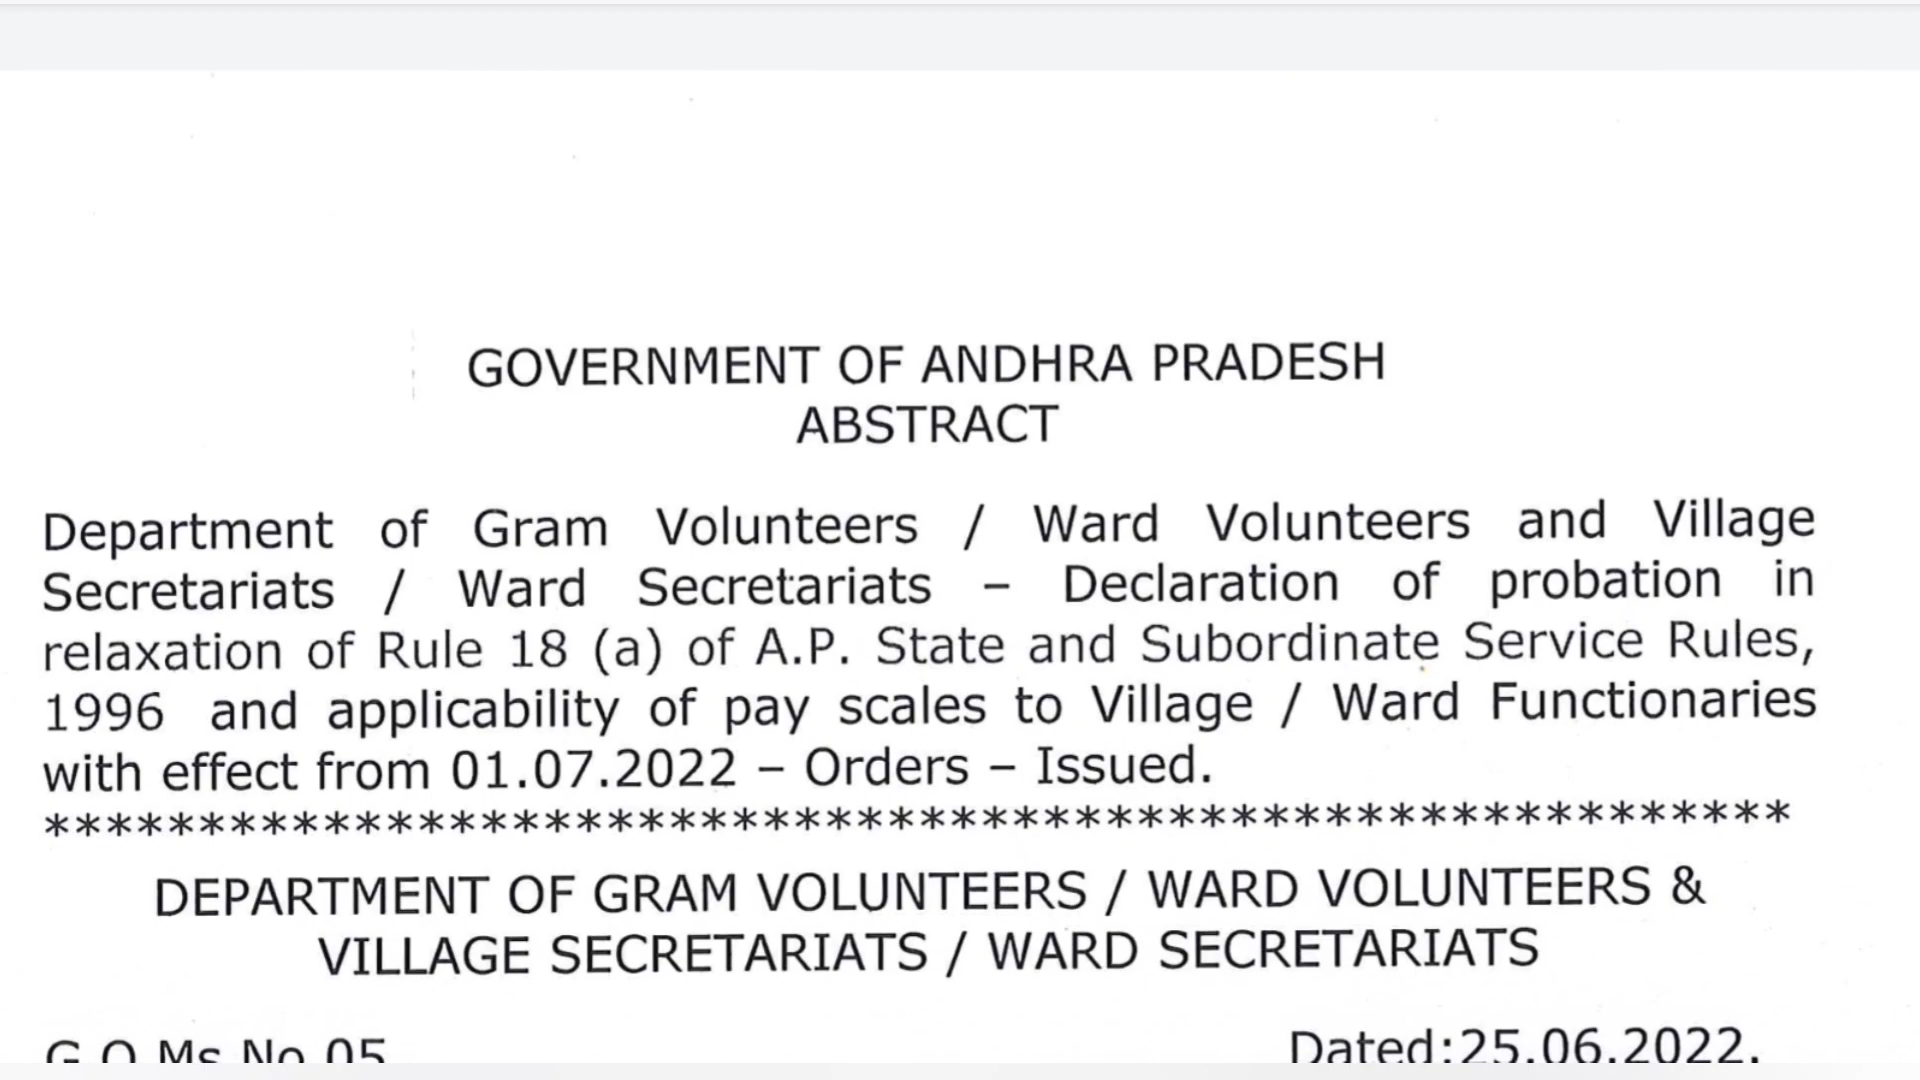 GOVERNMENT OF ANDHRA PRADESH
ABSTRACT
Department of Gram Volunteers / Ward Volunteers and Village
Secretariats / Ward Secretariats – Declaration of probation in
relaxation of Rule 18 (a) of A.P. State and Subordinate Service Rules,
1996 and applicability of pay scales to Village / Ward Functionaries
with effect from 01.07.2022 – Orders – Issued.
********************************************************
DEPARTMENT OF GRAM VOLUNTEERS / WARD VOLUNTEERS &
VILLAGE SECRETARIATS / WARD SECRETARIATS
G.O.Ms.No.05 Dated:25.06.2022.